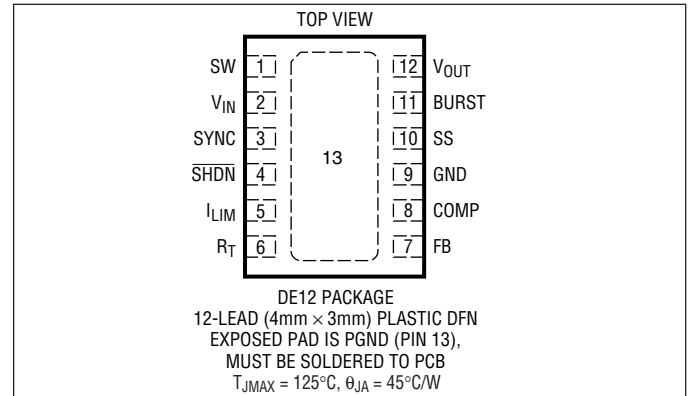 TOP VIEW
SW 1 12 VOUT
VIN 2 11 BURST
SYNC 3 10 SS
SHDN 4 13 9 GND
ILIM 5 8 COMP
RT 6 7 FB
DE12 PACKAGE
12-LEAD (4mm × 3mm) PLASTIC DFN
EXPOSED PAD IS PGND (PIN 13),
MUST BE SOLDERED TO PCB
TJMAX = 125°C, θJA = 45°C/W